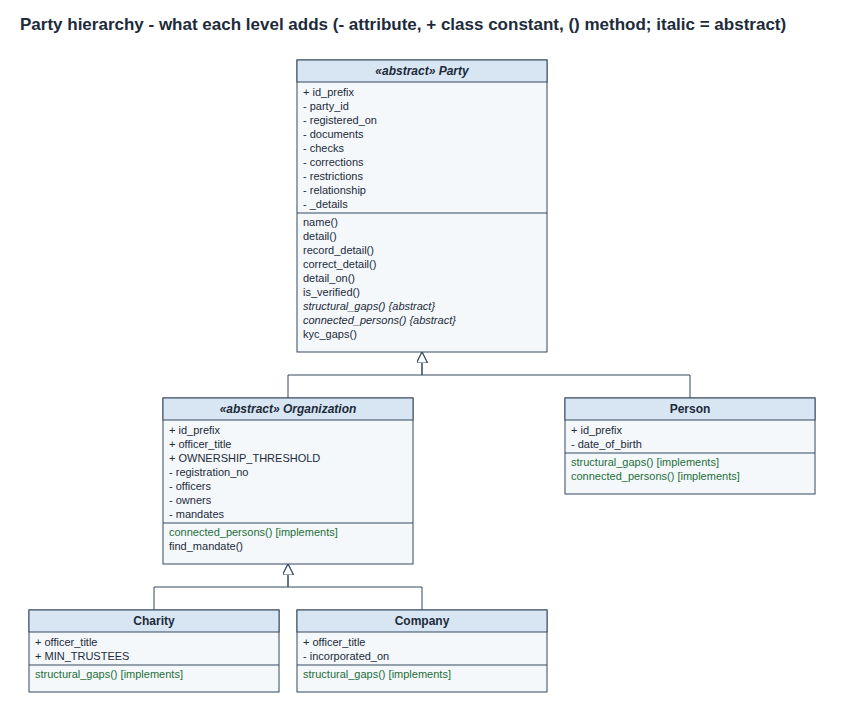 Party hierarchy - what each level adds (- attribute, + class constant, () method; italic = abstract)
«abstract» Party
+ id_prefix
- party_id
- registered_on
- documents
- checks
- corrections
- restrictions
- relationship
- _details
name()
detail()
record_detail()
correct_detail()
detail_on()
is_verified()
structural_gaps() {abstract}
connected_persons() {abstract}
kyc_gaps()
«abstract» Organization
+ id_prefix
+ officer_title
+ OWNERSHIP_THRESHOLD
- registration_no
- officers
- owners
- mandates
connected_persons() [implements]
find_mandate()
Person
+ id_prefix
- date_of_birth
structural_gaps() [implements]
connected_persons() [implements]
Charity
+ officer_title
+ MIN_TRUSTEES
structural_gaps() [implements]
Company
+ officer_title
- incorporated_on
structural_gaps() [implements]